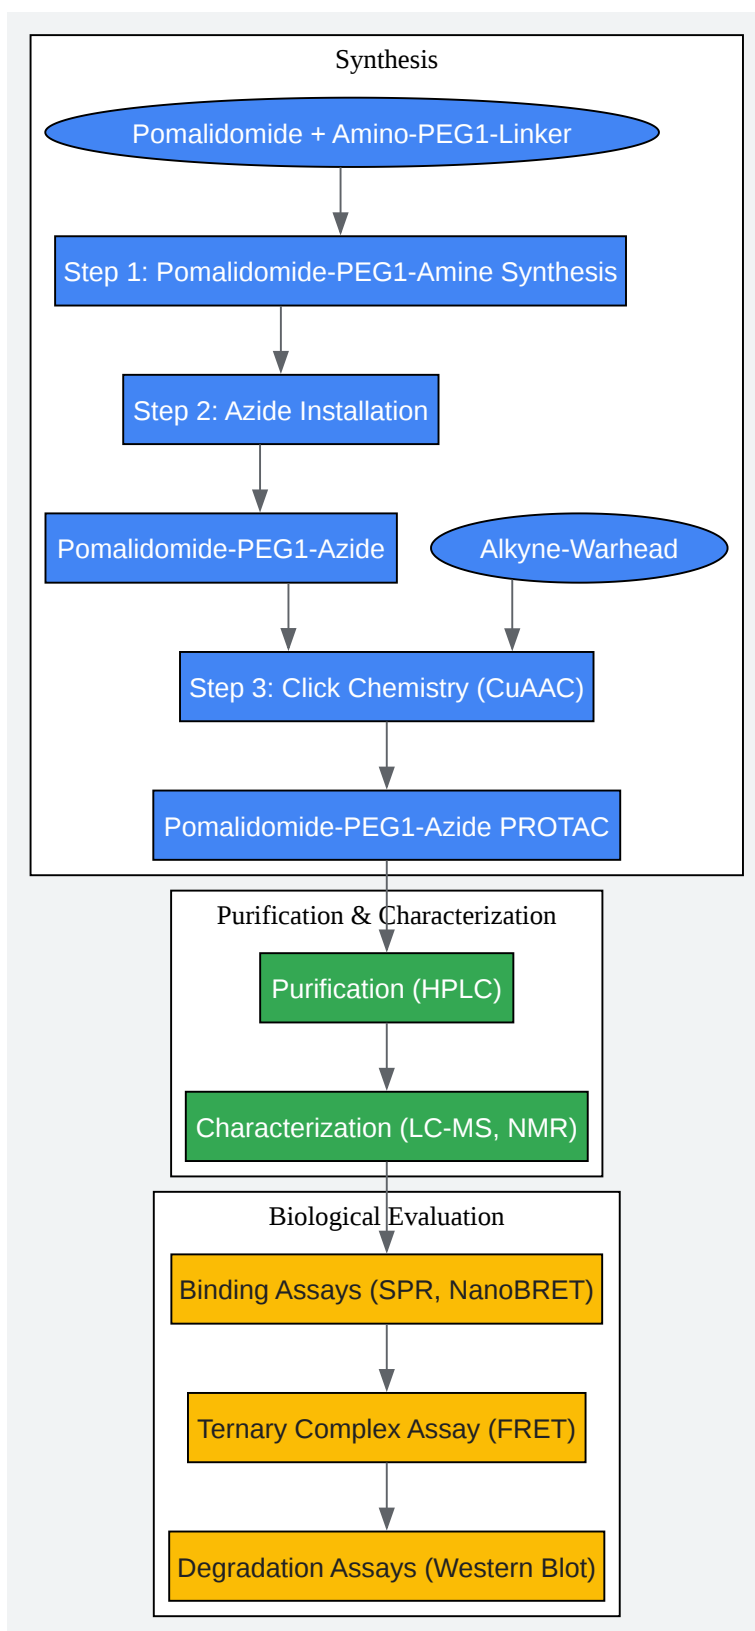 Synthesis
Pomalidomide + Amino-PEG1-Linker
Step 1: Pomalidomide-PEG1-Amine Synthesis
Step 2: Azide Installation
Pomalidomide-PEG1-Azide
Alkyne-Warhead
Step 3: Click Chemistry (CuAAC)
Pomalidomide-PEG1-Azide PROTAC
Purification & Characterization
Purification (HPLC)
Characterization (LC-MS, NMR)
Biological Evaluation
Binding Assays (SPR, NanoBRET)
Ternary Complex Assay (FRET)
Degradation Assays (Western Blot)